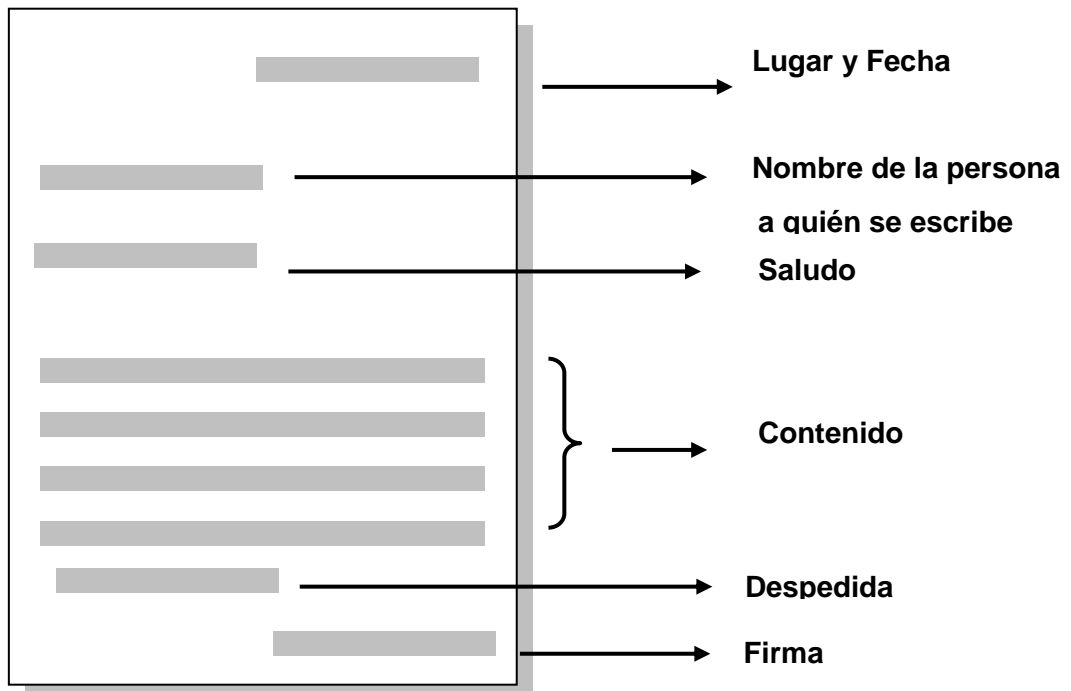 Lugar y Fecha
Nombre de la persona
a quién se escribe
Saludo
Contenido
Despedida
Firma